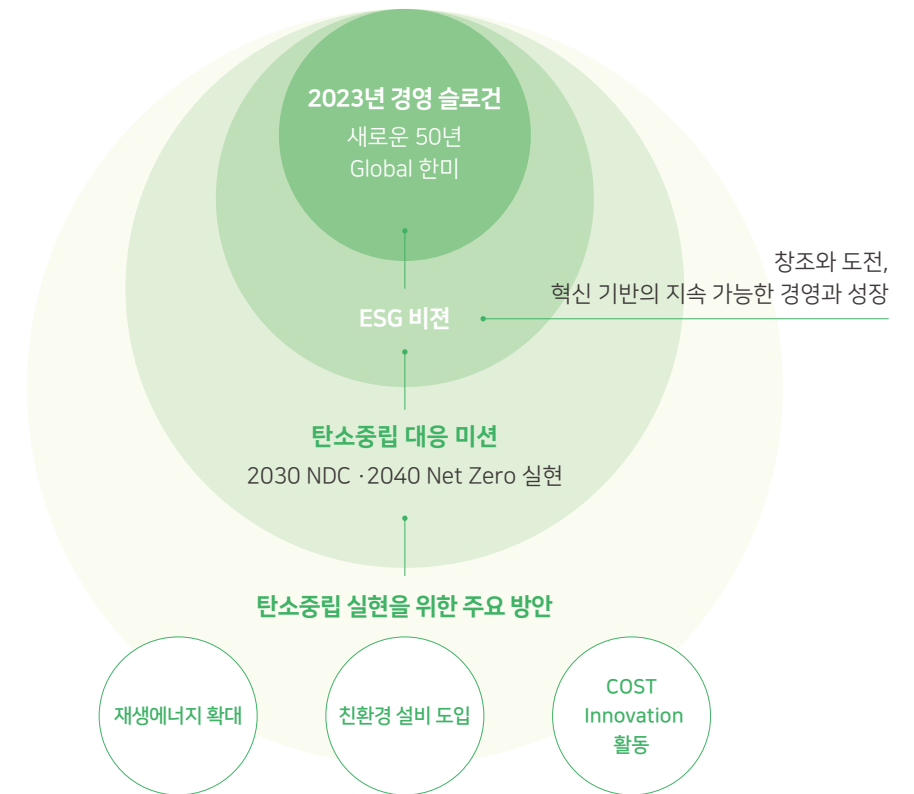 2023년 경영 슬로건
새로운 50년
Global 한미
창조와 도전,
혁신 기반의 지속 가능한 경영과 성장
ESG 비젼
탄소중립 대응 미션
2030 NDC ·2040 Net Zero 실현
탄소중립 실현을 위한 주요 방안
재생에너지 확대
친환경 설비 도입
COST
Innovation
활동